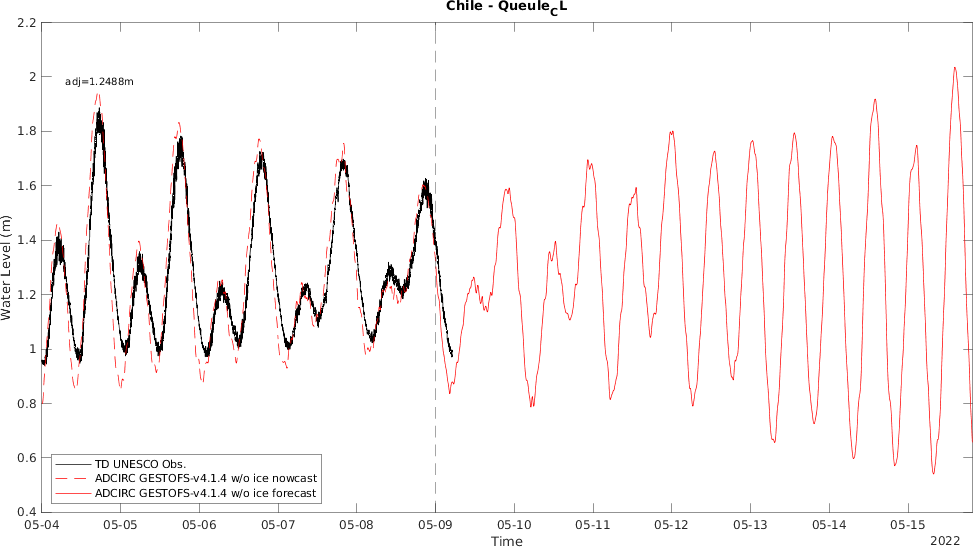 Chile - Queule_CL
2.2
2
1.8
1.6
1.4
1.2
1
0.8
0.6
0.4
Water Level (m)
adj=1.2488m
TD UNESCO Obs.
ADCIRC GESTOFS-v4.1.4 w/o ice nowcast
ADCIRC GESTOFS-v4.1.4 w/o ice forecast
05-04 05-05 05-06 05-07 05-08 05-09 05-10 05-11 05-12 05-13 05-14 05-15
Time
2022